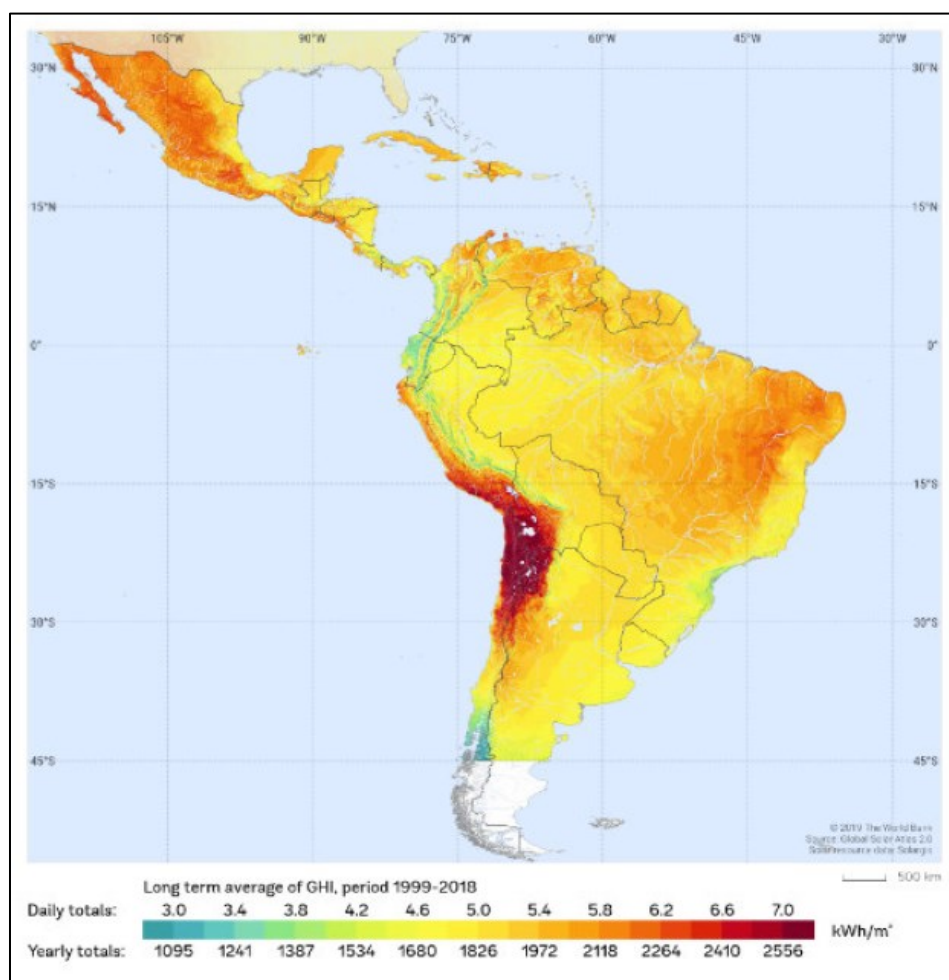 105°W 90°W 75°W 60°W 45°W 30°W
30°N 30°N
15°N 15°N
0° 0°
15°S 15°S
30°S 30°S
45°S 45°S
© 2019 The World Bank
Source: Global Solar Atlas 2.0
Solar resource data: Solargis
500 km
Long term average of GHI, period 1999-2018
Daily totals: 3.0 3.4 3.8 4.2 4.6 5.0 5.4 5.8 6.2 6.6 7.0
kWh/m²
Yearly totals: 1095 1241 1387 1534 1680 1826 1972 2118 2264 2410 2556